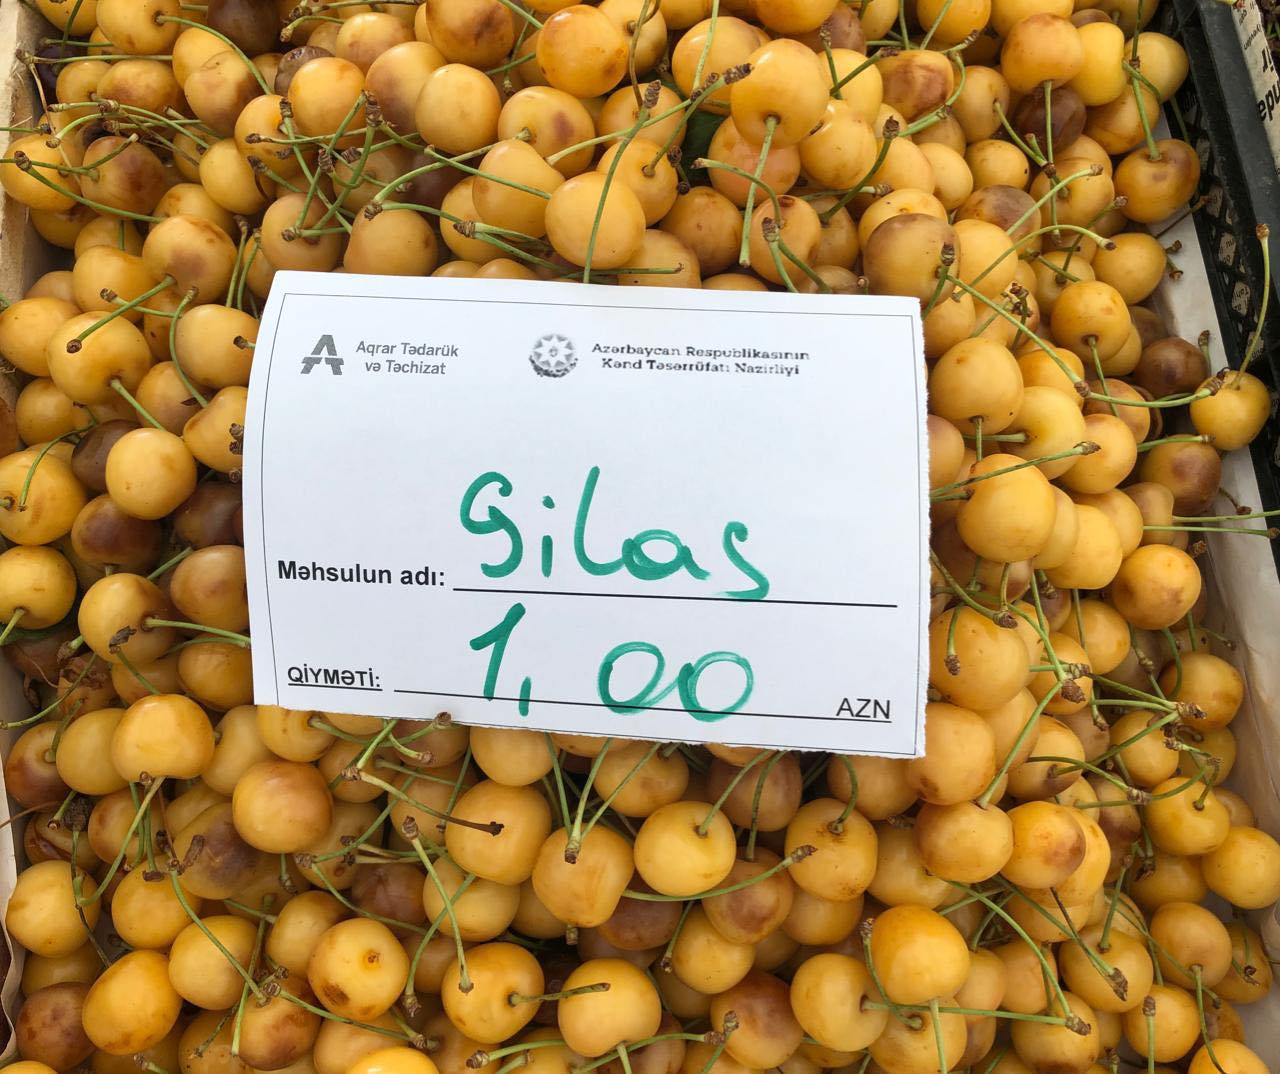 Aqrar Tədarük
və Təchizat
Azərbaycan Respublikasının
Kənd Təsərrüfatı Nazirliyi
Məhsulun adı: Gilas
QİYMƏTİ: 1,00 AZN